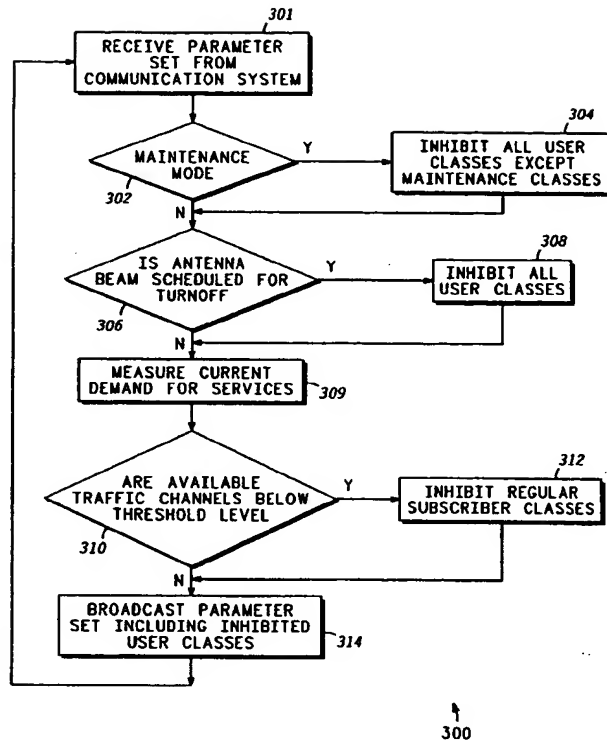 301
RECEIVE PARAMETER
SET FROM
COMMUNICATION SYSTEM
MAINTENANCE
MODE
302
Y
304
INHIBIT ALL USER
CLASSES EXCEPT
MAINTENANCE CLASSES
N
IS ANTENNA
BEAM SCHEDULED FOR
TURNOFF
306
Y
308
INHIBIT ALL
USER CLASSES
N
MEASURE CURRENT
DEMAND FOR SERVICES
309
ARE AVAILABLE
TRAFFIC CHANNELS BELOW
THRESHOLD LEVEL
310
Y
312
INHIBIT REGULAR
SUBSCRIBER CLASSES
N
BROADCAST PARAMETER
SET INCLUDING INHIBITED
USER CLASSES
314
300